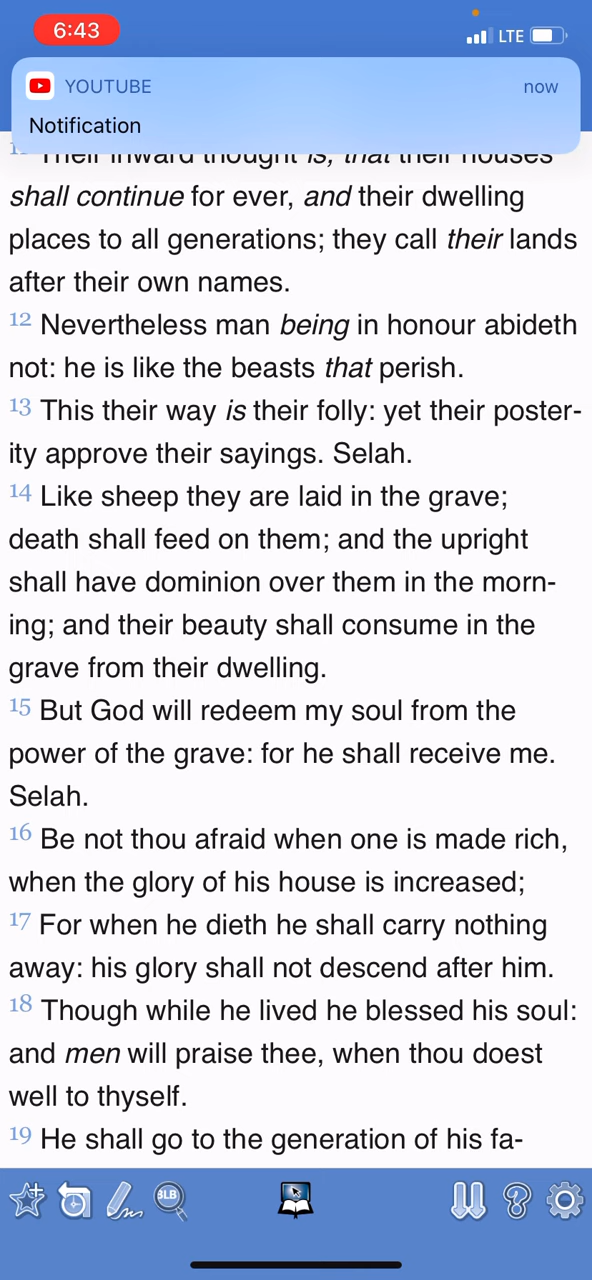 6:43
LTE
YOUTUBE
now
Notification
11 Their inward thought is, that their houses
shall continue for ever, and their dwelling
places to all generations; they call their lands
after their own names.
12 Nevertheless man being in honour abideth
not: he is like the beasts that perish.
13 This their way is their folly: yet their poster-
ity approve their sayings. Selah.
14 Like sheep they are laid in the grave;
death shall feed on them; and the upright
shall have dominion over them in the morn-
ing; and their beauty shall consume in the
grave from their dwelling.
15 But God will redeem my soul from the
power of the grave: for he shall receive me.
Selah.
16 Be not thou afraid when one is made rich,
when the glory of his house is increased;
17 For when he dieth he shall carry nothing
away: his glory shall not descend after him.
18 Though while he lived he blessed his soul:
and men will praise thee, when thou doest
well to thyself.
19 He shall go to the generation of his fa-
BLB